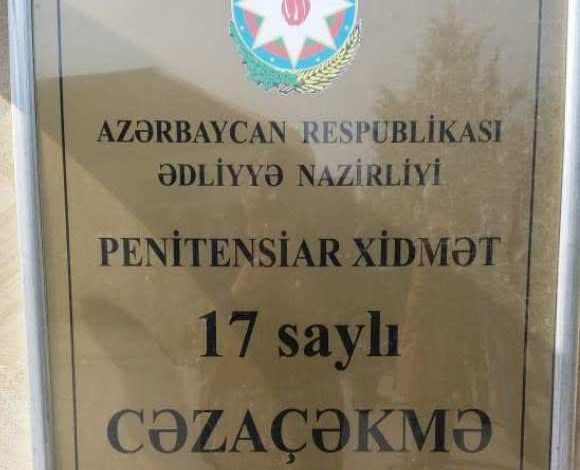 AZƏRBAYCAN RESPUBLİKASI
ƏDLİYYƏ NAZİRLİYİ
PENİTENSİAR XİDMƏT
17 saylı
CƏZAÇƏKMƏ